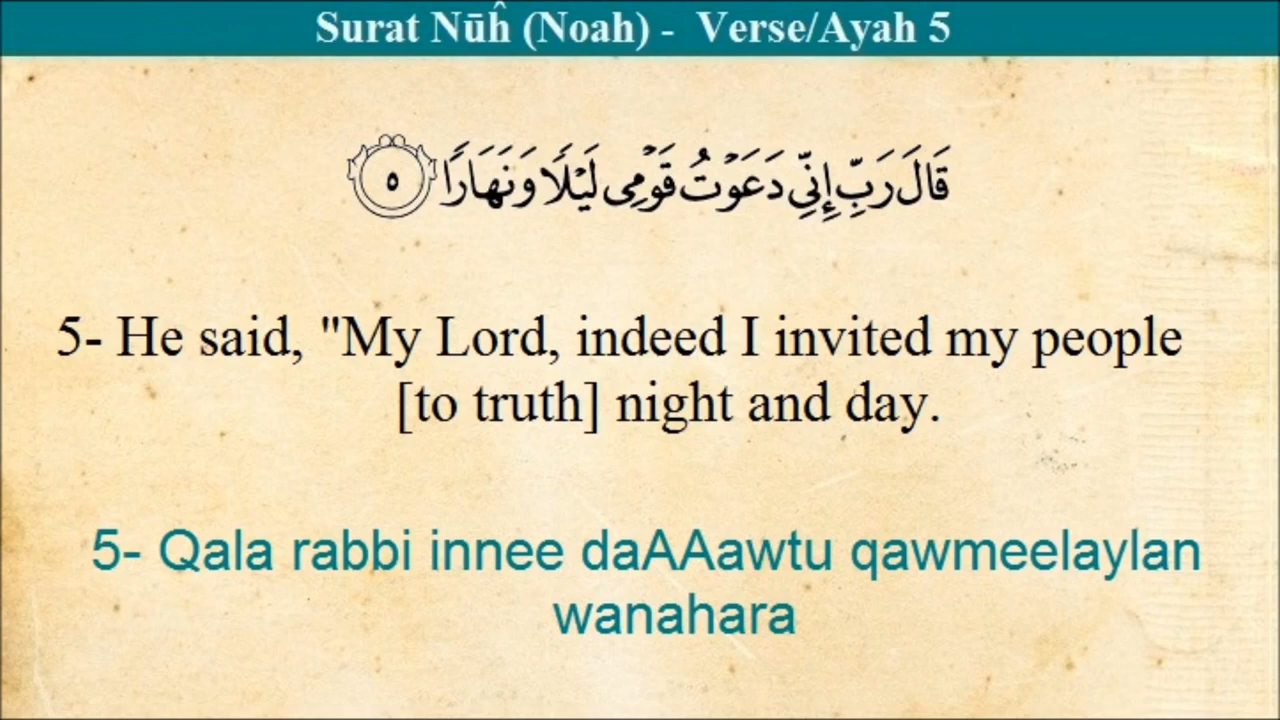 Surat Nūĥ (Noah) - Verse/Ayah 5
قَالَ رَبِّ إِنِّي دَعَوْتُ قَوْمِي لَيْلًا وَنَهَارًا ٥
5- He said, "My Lord, indeed I invited my people
[to truth] night and day.
5- Qala rabbi innee daAAawtu qawmeelaylan
wanahara